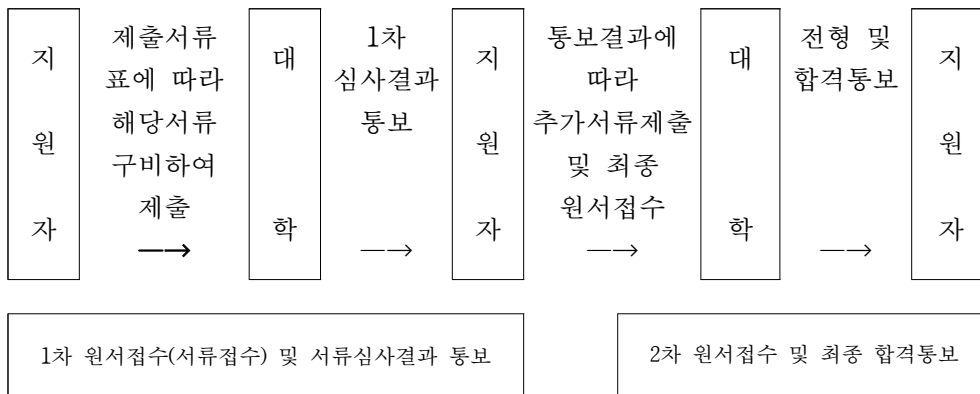 지원자
제출서류
표에 따라
해당서류
구비하여
제출
→
대학
1차
심사결과
통보
→
지원자
통보결과에
따라
추가서류제출
및 최종
원서접수
→
대학
전형 및
합격통보
→
지원자
1차 원서접수(서류접수) 및 서류심사결과 통보
2차 원서접수 및 최종 합격통보